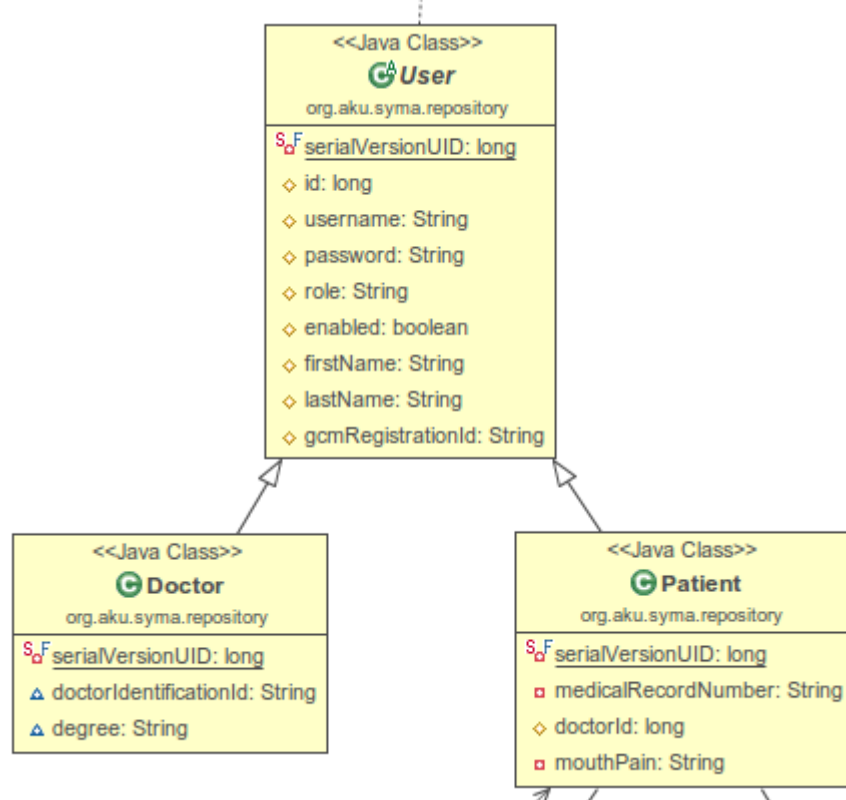 <<Java Class>>
User
org.aku.syma.repository
serialVersionUID: long
id: long
username: String
password: String
role: String
enabled: boolean
firstName: String
lastName: String
gcmRegistrationId: String
<<Java Class>>
Doctor
org.aku.syma.repository
serialVersionUID: long
doctorIdentificationId: String
degree: String
<<Java Class>>
Patient
org.aku.syma.repository
serialVersionUID: long
medicalRecordNumber: String
doctorId: long
mouthPain: String